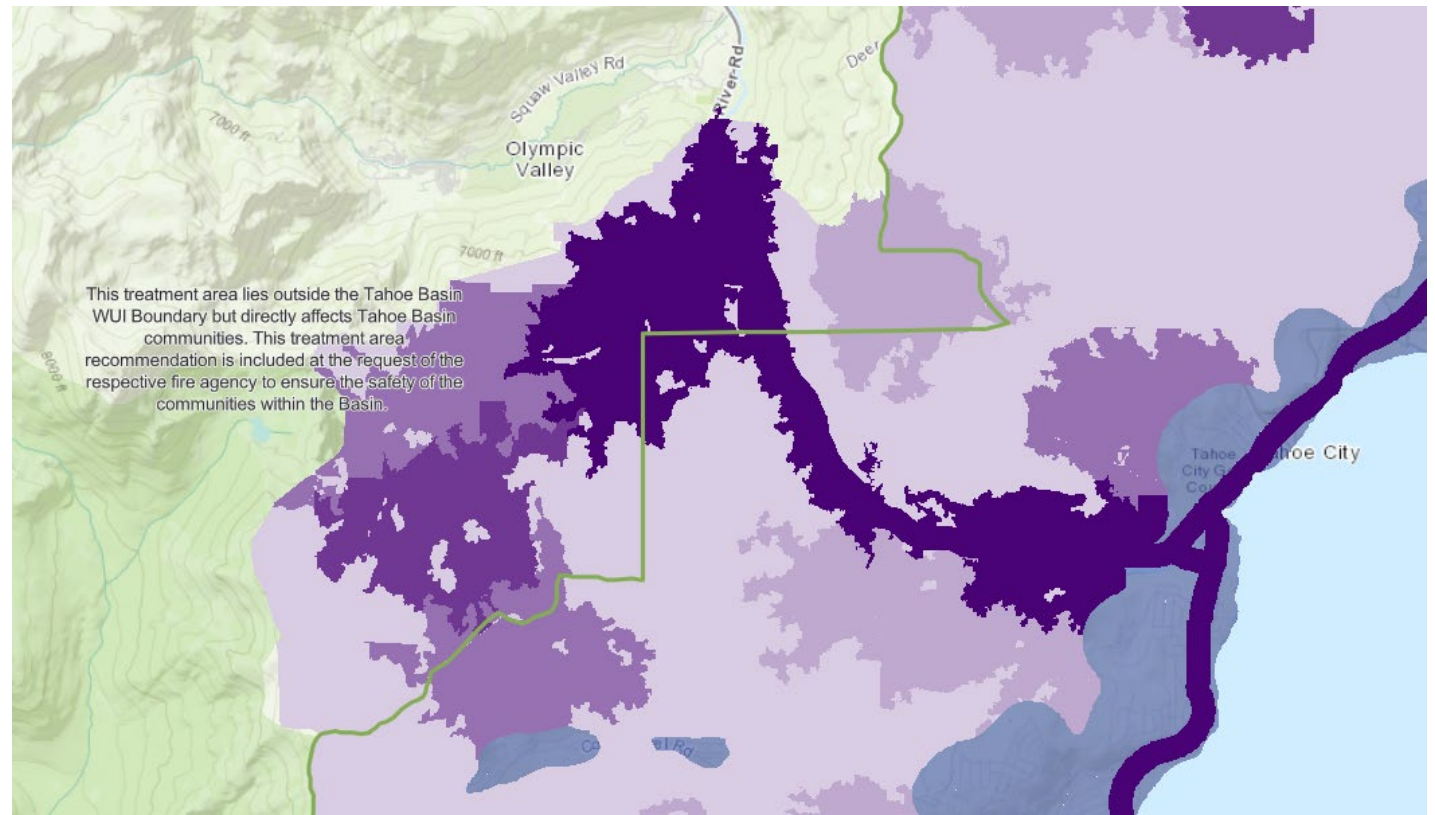 River Rd
Deer
Squaw Valley Rd
7000 ft
Olympic
Valley
7000 ft
This treatment area lies outside the Tahoe Basin
WUI Boundary but directly affects Tahoe Basin
communities. This treatment area
recommendation is included at the request of the
respective fire agency to ensure the safety of the
communities within the Basin.
8000 ft
Tahoe
City G
Cou
hoe City
el Rd